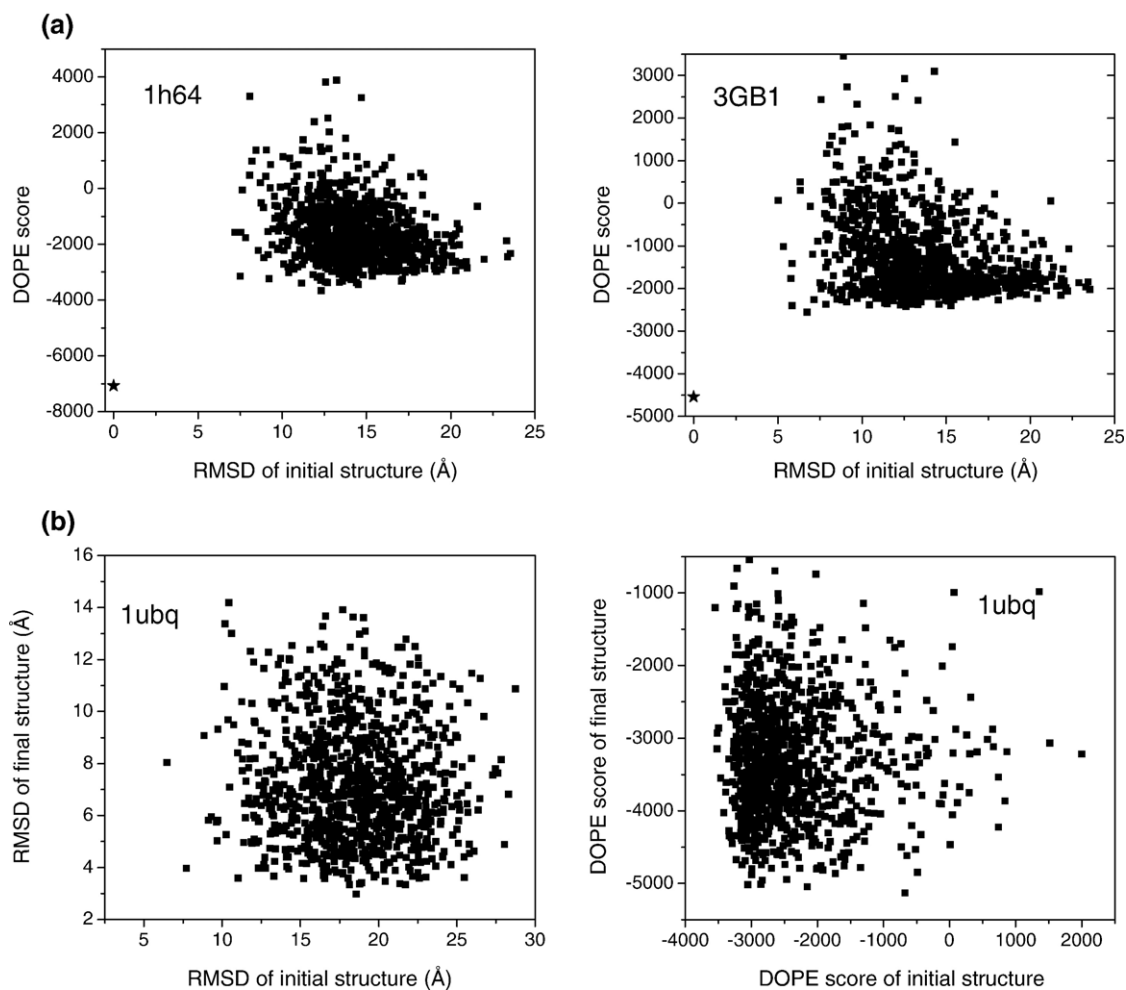 (a)
1h64
4000
2000
0
-2000
-4000
-6000
-8000
DOPE score
0 5 10 15 20 25
RMSD of initial structure (Å)
3GB1
3000
2000
1000
0
-1000
-2000
-3000
-4000
-5000
DOPE score
0 5 10 15 20 25
RMSD of initial structure (Å)
(b)
1ubq
16
14
12
10
8
6
4
2
RMSD of final structure (Å)
5 10 15 20 25 30
RMSD of initial structure (Å)
1ubq
-1000
-2000
-3000
-4000
-5000
DOPE score of final structure
-4000 -3000 -2000 -1000 0 1000 2000
DOPE score of initial structure